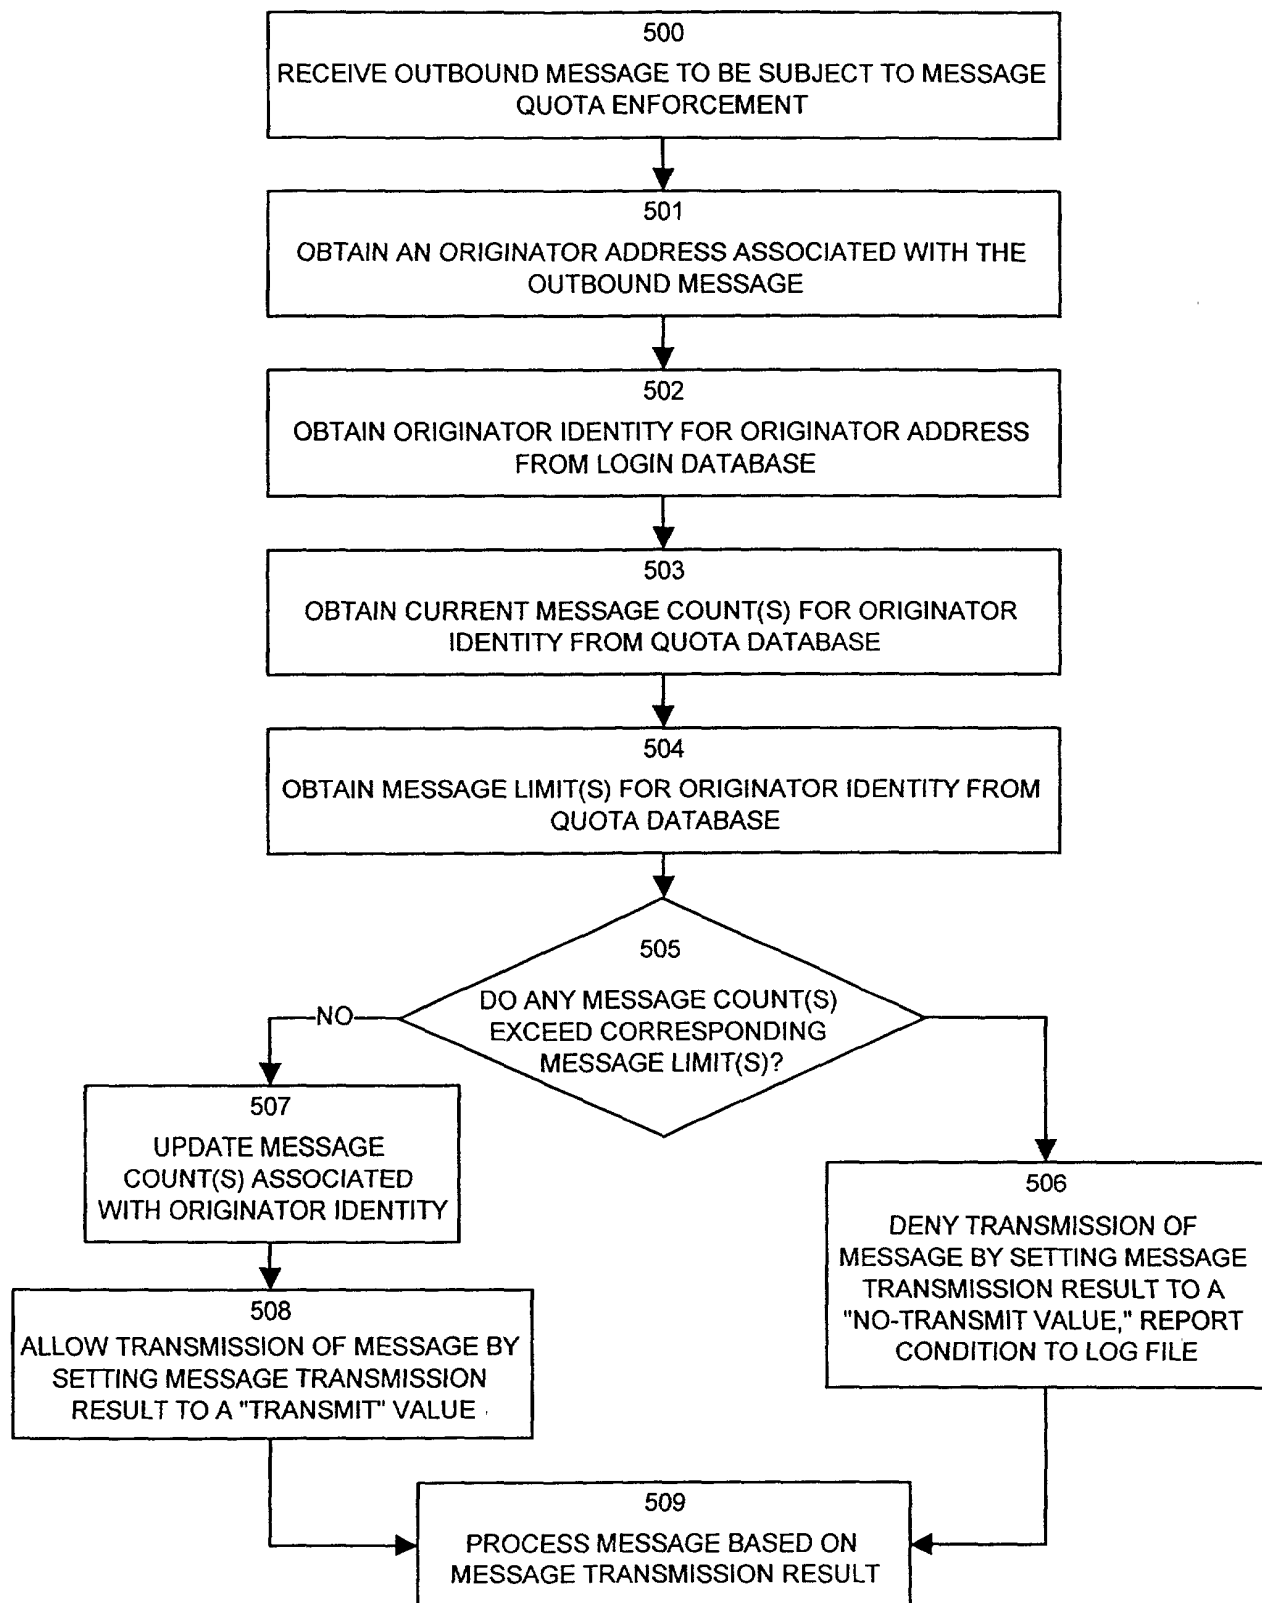 500
RECEIVE OUTBOUND MESSAGE TO BE SUBJECT TO MESSAGE
QUOTA ENFORCEMENT
501
OBTAIN AN ORIGINATOR ADDRESS ASSOCIATED WITH THE
OUTBOUND MESSAGE
502
OBTAIN ORIGINATOR IDENTITY FOR ORIGINATOR ADDRESS
FROM LOGIN DATABASE
503
OBTAIN CURRENT MESSAGE COUNT(S) FOR ORIGINATOR
IDENTITY FROM QUOTA DATABASE
504
OBTAIN MESSAGE LIMIT(S) FOR ORIGINATOR IDENTITY FROM
QUOTA DATABASE
505
DO ANY MESSAGE COUNT(S)
EXCEED CORRESPONDING
MESSAGE LIMIT(S)?
NO
507
UPDATE MESSAGE
COUNT(S) ASSOCIATED
WITH ORIGINATOR IDENTITY
506
DENY TRANSMISSION OF
MESSAGE BY SETTING MESSAGE
TRANSMISSION RESULT TO A
"NO-TRANSMIT VALUE," REPORT
CONDITION TO LOG FILE
508
ALLOW TRANSMISSION OF MESSAGE BY
SETTING MESSAGE TRANSMISSION
RESULT TO A "TRANSMIT" VALUE
509
PROCESS MESSAGE BASED ON
MESSAGE TRANSMISSION RESULT